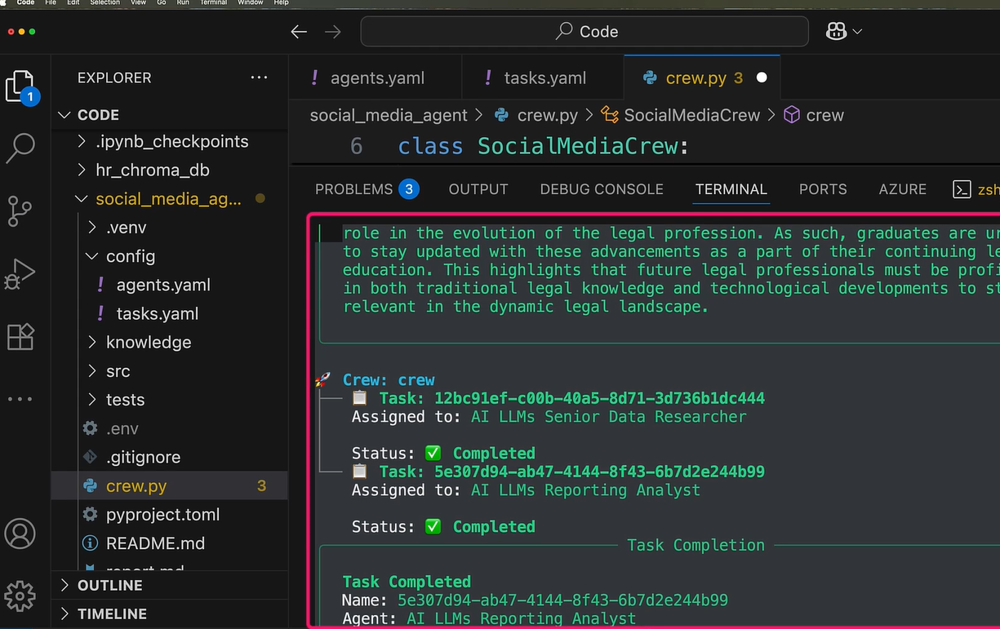 Code File Edit Selection View Go Run Terminal Window Help
Code
EXPLORER ...
agents.yaml
tasks.yaml
crew.py 3
1
CODE
social_media_agent > crew.py > SocialMediaCrew > crew
6 class SocialMediaCrew:
.ipynb_checkpoints
hr_chroma_db
social_media_ag...
.venv
config
agents.yaml
tasks.yaml
knowledge
src
tests
.env
.gitignore
crew.py 3
pyproject.toml
README.md
report.md
OUTLINE
TIMELINE
PROBLEMS 3 OUTPUT DEBUG CONSOLE TERMINAL PORTS AZURE zsh
role in the evolution of the legal profession. As such, graduates are
to stay updated with these advancements as a part of their continuing
education. This highlights that future legal professionals must be
in both traditional legal knowledge and technological developments to
relevant in the dynamic legal landscape.
Crew: crew
Task: 12bc91ef-c00b-40a5-8d71-3d736b1dc444
Assigned to: AI LLMs Senior Data Researcher
Status: ✅ Completed
Task: 5e307d94-ab47-4144-8f43-6b7d2e244b99
Assigned to: AI LLMs Reporting Analyst
Status: ✅ Completed
Task Completion
Task Completed
Name: 5e307d94-ab47-4144-8f43-6b7d2e244b99
Agent: AI LLMs Reporting Analyst